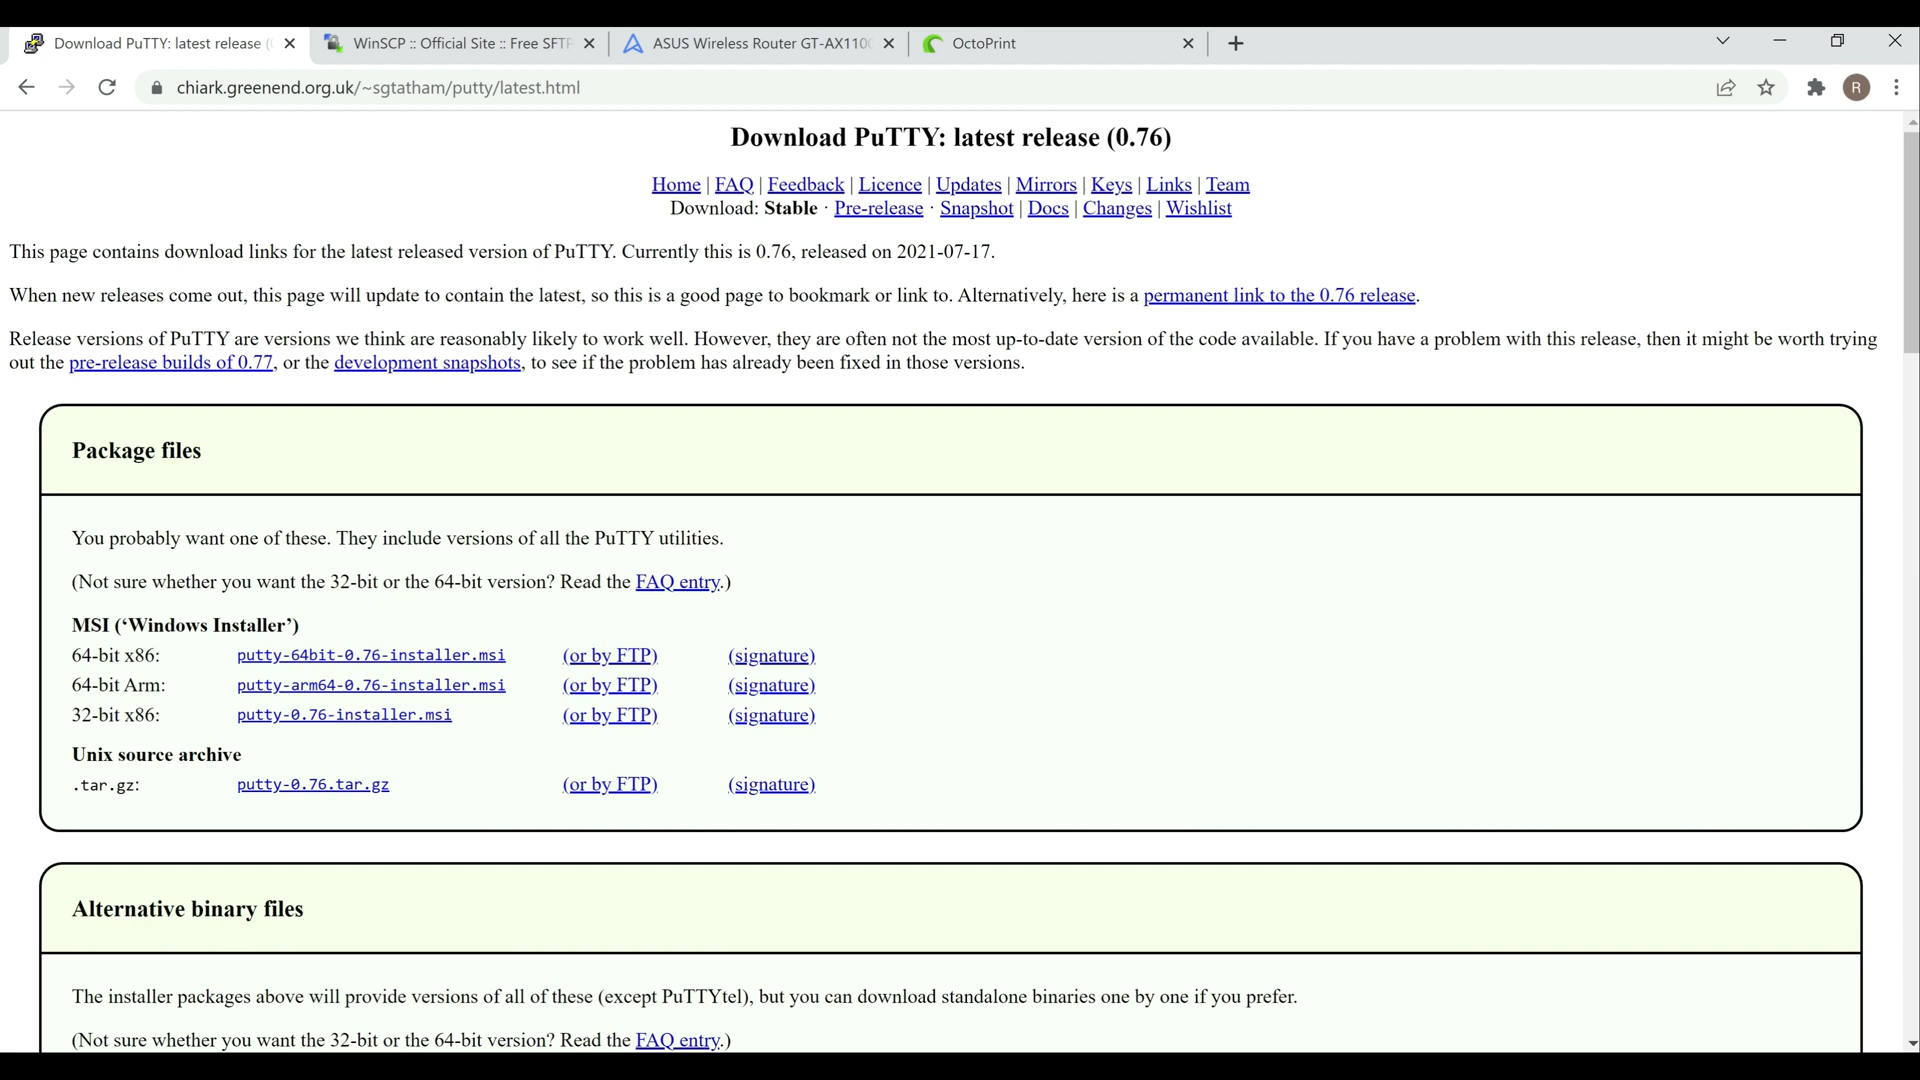 Download PuTTY: latest release (
WinSCP :: Official Site :: Free SFTP
ASUS Wireless Router GT-AX1100
OctoPrint
chiark.greenend.org.uk/~sgtatham/putty/latest.html
R
Download PuTTY: latest release (0.76)
Home | FAQ | Feedback | Licence | Updates | Mirrors | Keys | Links | Team
Download: Stable · Pre-release · Snapshot | Docs | Changes | Wishlist
This page contains download links for the latest released version of PuTTY. Currently this is 0.76, released on 2021-07-17.
When new releases come out, this page will update to contain the latest, so this is a good page to bookmark or link to. Alternatively, here is a permanent link to the 0.76 release.
Release versions of PuTTY are versions we think are reasonably likely to work well. However, they are often not the most up-to-date version of the code available. If you have a problem with this release, then it might be worth trying
out the pre-release builds of 0.77, or the development snapshots, to see if the problem has already been fixed in those versions.
Package files
You probably want one of these. They include versions of all the PuTTY utilities.
(Not sure whether you want the 32-bit or the 64-bit version? Read the FAQ entry.)
MSI (‘Windows Installer’)
64-bit x86: putty-64bit-0.76-installer.msi (or by FTP) (signature)
64-bit Arm: putty-arm64-0.76-installer.msi (or by FTP) (signature)
32-bit x86: putty-0.76-installer.msi (or by FTP) (signature)
Unix source archive
.tar.gz: putty-0.76.tar.gz (or by FTP) (signature)
Alternative binary files
The installer packages above will provide versions of all of these (except PuTTYtel), but you can download standalone binaries one by one if you prefer.
(Not sure whether you want the 32-bit or the 64-bit version? Read the FAQ entry.)